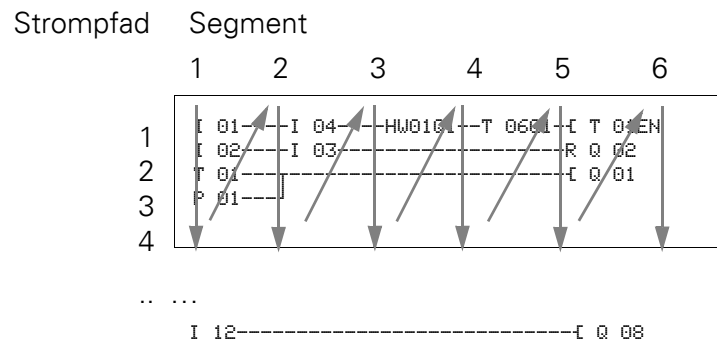 Strompfad Segment
1 2 3 4 5 6
1 I 01----I 04----HW0101--T 0601-[ T 04EN
2 I 02----I 03------------------R Q 02
3 T 01---------------------------[ Q 01
4 P 01---
.. ...
I 12----------------------------[ Q 08